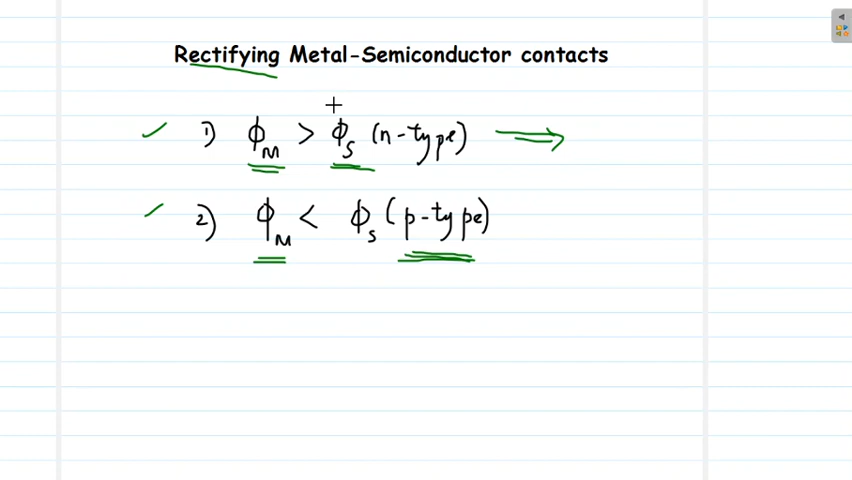 Rectifying Metal-Semiconductor contacts
1) ϕM > ϕS (n-type)
2) ϕM < ϕS (p-type)